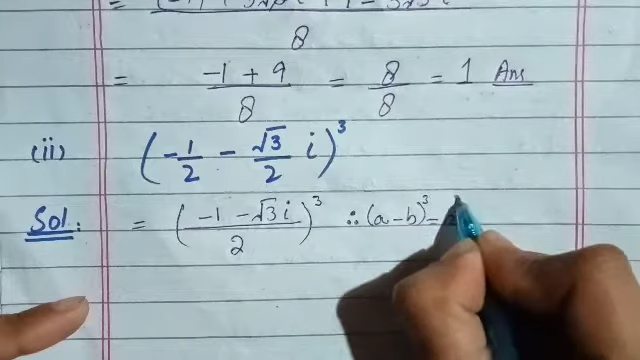 8
= -1 + 9 / 8 = 8 / 8 = 1 Ans
(ii) (-1/2 - √3/2 i)³
Sol: = (-1 - √3 i / 2)³ ∴ (a - b)³ =